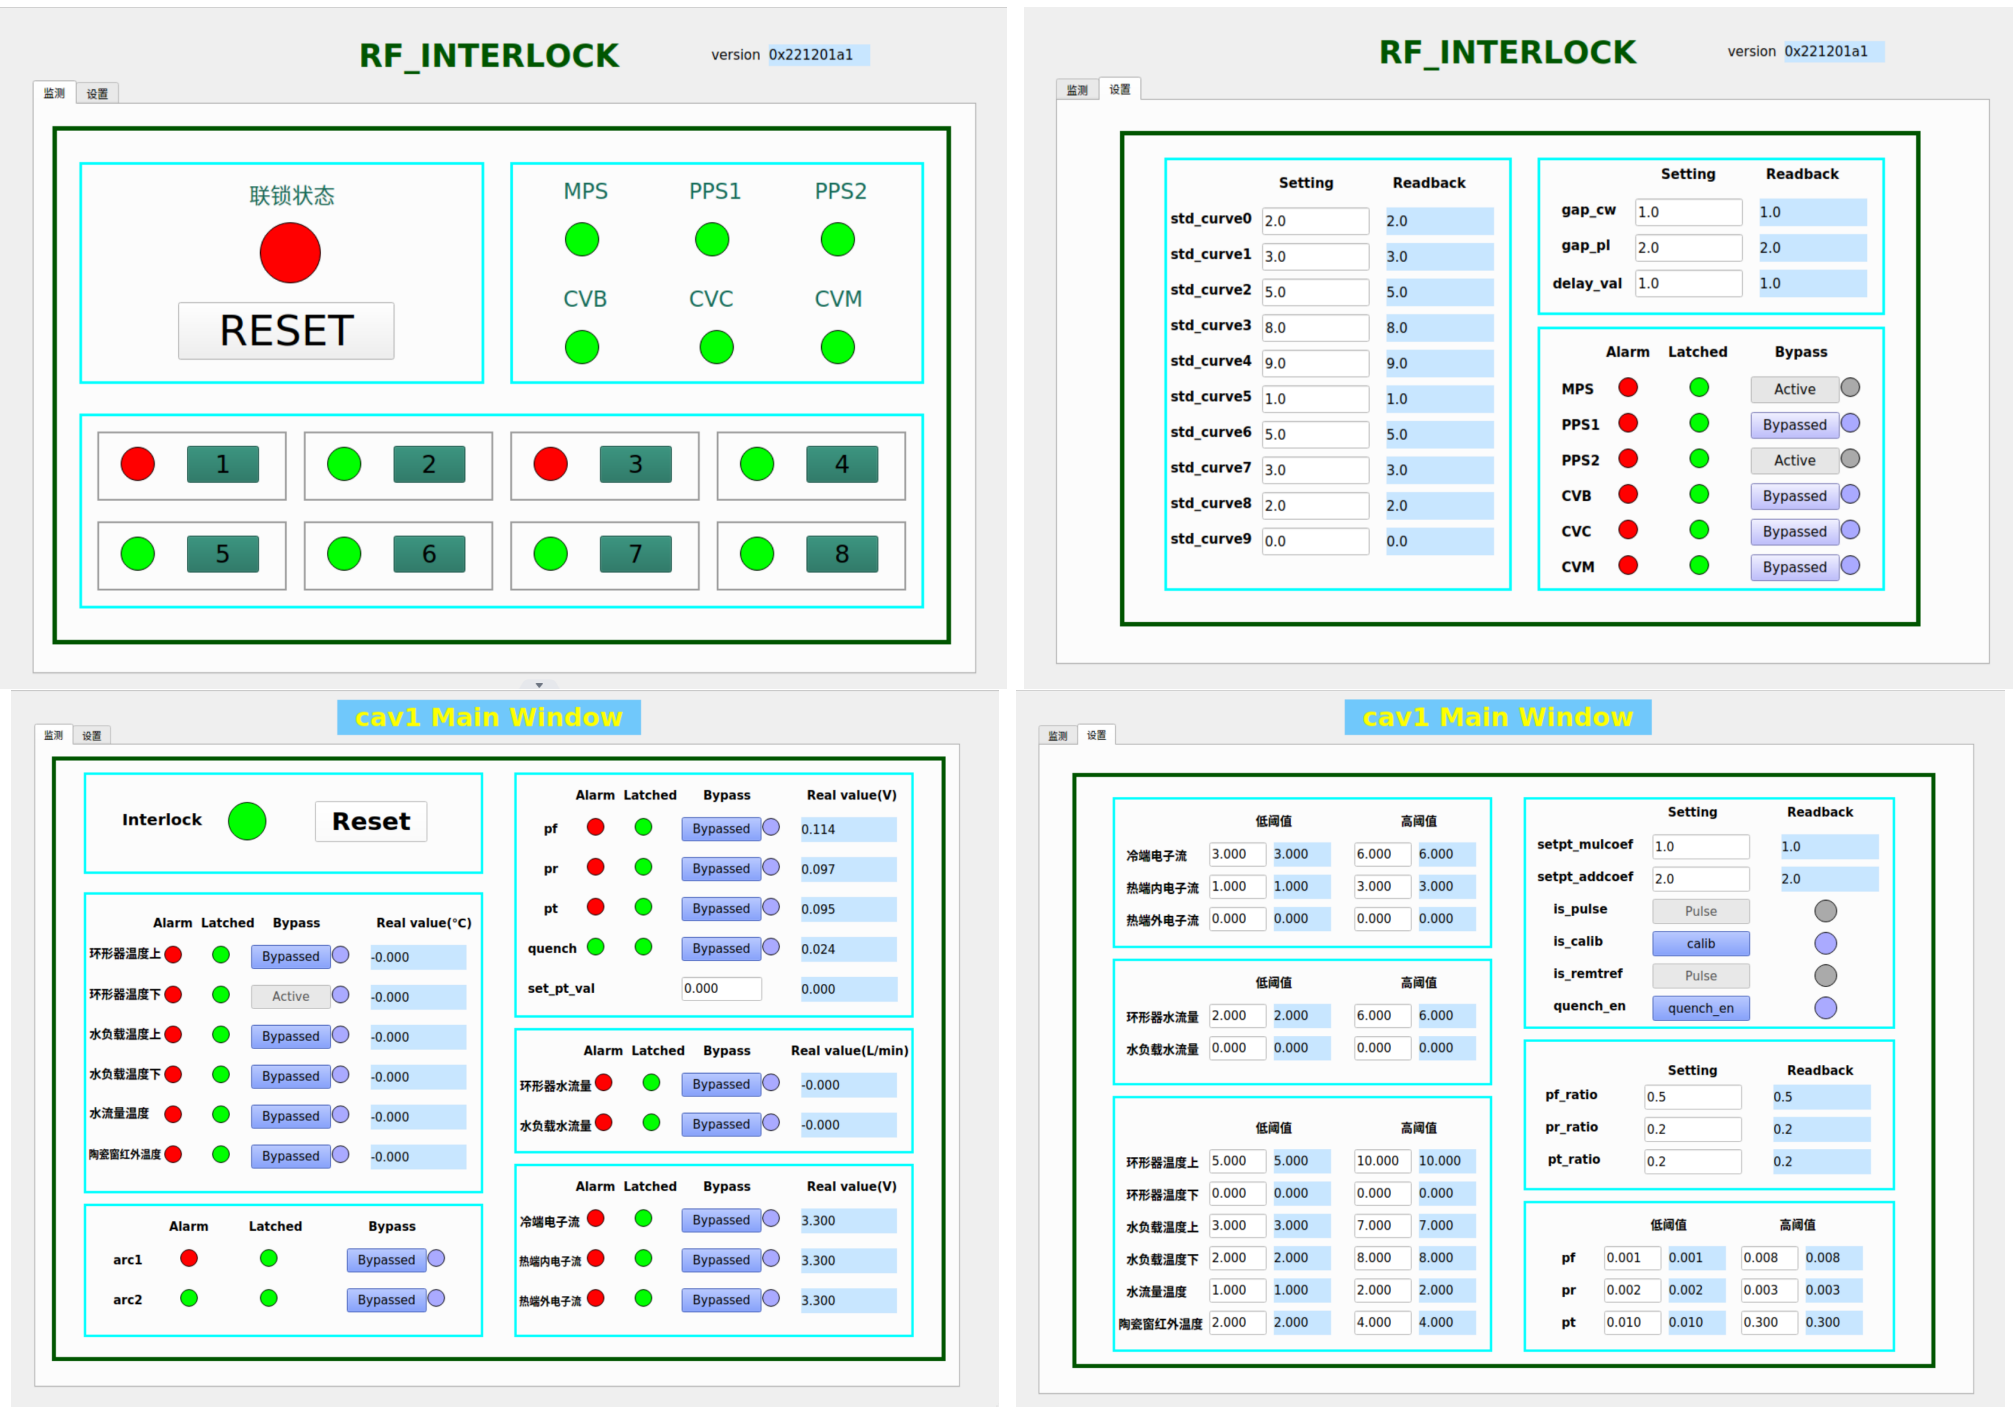 RF_INTERLOCK
version 0x221201a1
监测 设置
联锁状态
RESET
MPS PPS1 PPS2
CVB CVC CVM
1 2 3 4
5 6 7 8
RF_INTERLOCK
version 0x221201a1
监测 设置
Setting Readback
std_curve0 2.0 2.0
std_curve1 3.0 3.0
std_curve2 5.0 5.0
std_curve3 8.0 8.0
std_curve4 9.0 9.0
std_curve5 1.0 1.0
std_curve6 5.0 5.0
std_curve7 3.0 3.0
std_curve8 2.0 2.0
std_curve9 0.0 0.0
Setting Readback
gap_cw 1.0 1.0
gap_pl 2.0 2.0
delay_val 1.0 1.0
Alarm Latched Bypass
MPS Active
PPS1 Bypassed
PPS2 Active
CVB Bypassed
CVC Bypassed
CVM Bypassed
cav1 Main Window
监测 设置
Interlock Reset
Alarm Latched Bypass Real value(℃)
环形器温度上 Bypassed -0.000
环形器温度下 Active -0.000
水负载温度上 Bypassed -0.000
水负载温度下 Bypassed -0.000
水流量温度 Bypassed -0.000
陶瓷窗红外温度 Bypassed -0.000
Alarm Latched Bypass
arc1 Bypassed
arc2 Bypassed
Alarm Latched Bypass Real value(V)
pf Bypassed 0.114
pr Bypassed 0.097
pt Bypassed 0.095
quench Bypassed 0.024
set_pt_val 0.000 0.000
Alarm Latched Bypass Real value(L/min)
环形器水流量 Bypassed -0.000
水负载水流量 Bypassed -0.000
Alarm Latched Bypass Real value(V)
冷端电子流 Bypassed 3.300
热端内电子流 Bypassed 3.300
热端外电子流 Bypassed 3.300
cav1 Main Window
监测 设置
低阈值 高阈值
冷端电子流 3.000 3.000 6.000 6.000
热端内电子流 1.000 1.000 3.000 3.000
热端外电子流 0.000 0.000 0.000 0.000
低阈值 高阈值
环形器水流量 2.000 2.000 6.000 6.000
水负载水流量 0.000 0.000 0.000 0.000
低阈值 高阈值
环形器温度上 5.000 5.000 10.000 10.000
环形器温度下 0.000 0.000 0.000 0.000
水负载温度上 3.000 3.000 7.000 7.000
水负载温度下 2.000 2.000 8.000 8.000
水流量温度 1.000 1.000 2.000 2.000
陶瓷窗红外温度 2.000 2.000 4.000 4.000
Setting Readback
setpt_mulcoef 1.0 1.0
setpt_addcoef 2.0 2.0
is_pulse Pulse
is_calib calib
is_remtref Pulse
quench_en quench_en
Setting Readback
pf_ratio 0.5 0.5
pr_ratio 0.2 0.2
pt_ratio 0.2 0.2
低阈值 高阈值
pf 0.001 0.001 0.008 0.008
pr 0.002 0.002 0.003 0.003
pt 0.010 0.010 0.300 0.300